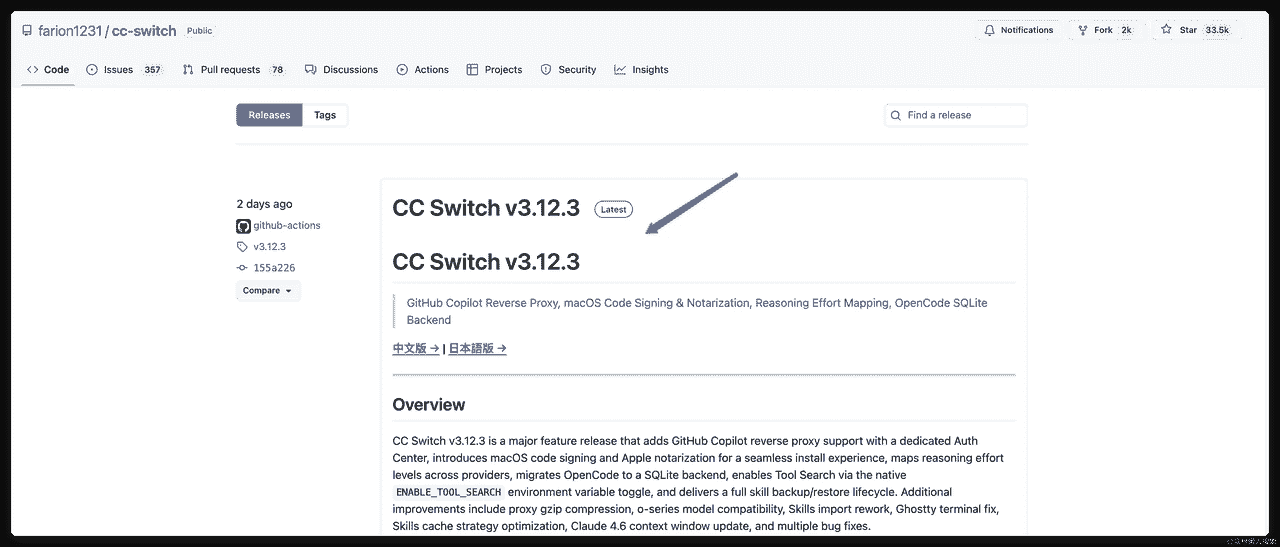 farion1231 / cc-switch Public
Notifications Fork 2k Star 33.5k
Code Issues 357 Pull requests 78 Discussions Actions Projects Security Insights
Releases Tags
Find a release
2 days ago
github-actions
v3.12.3
155a226
Compare
CC Switch v3.12.3 Latest
CC Switch v3.12.3
GitHub Copilot Reverse Proxy, macOS Code Signing & Notarization, Reasoning Effort Mapping, OpenCode SQLite
Backend
中文版 → | 日本語版 →
Overview
CC Switch v3.12.3 is a major feature release that adds GitHub Copilot reverse proxy support with a dedicated Auth
Center, introduces macOS code signing and Apple notarization for a seamless install experience, maps reasoning effort
levels across providers, migrates OpenCode to a SQLite backend, enables Tool Search via the native
ENABLE_TOOL_SEARCH environment variable toggle, and delivers a full skill backup/restore lifecycle. Additional
improvements include proxy gzip compression, o-series model compatibility, Skills import rework, Ghostty terminal fix,
Skills cache strategy optimization, Claude 4.6 context window update, and multiple bug fixes.